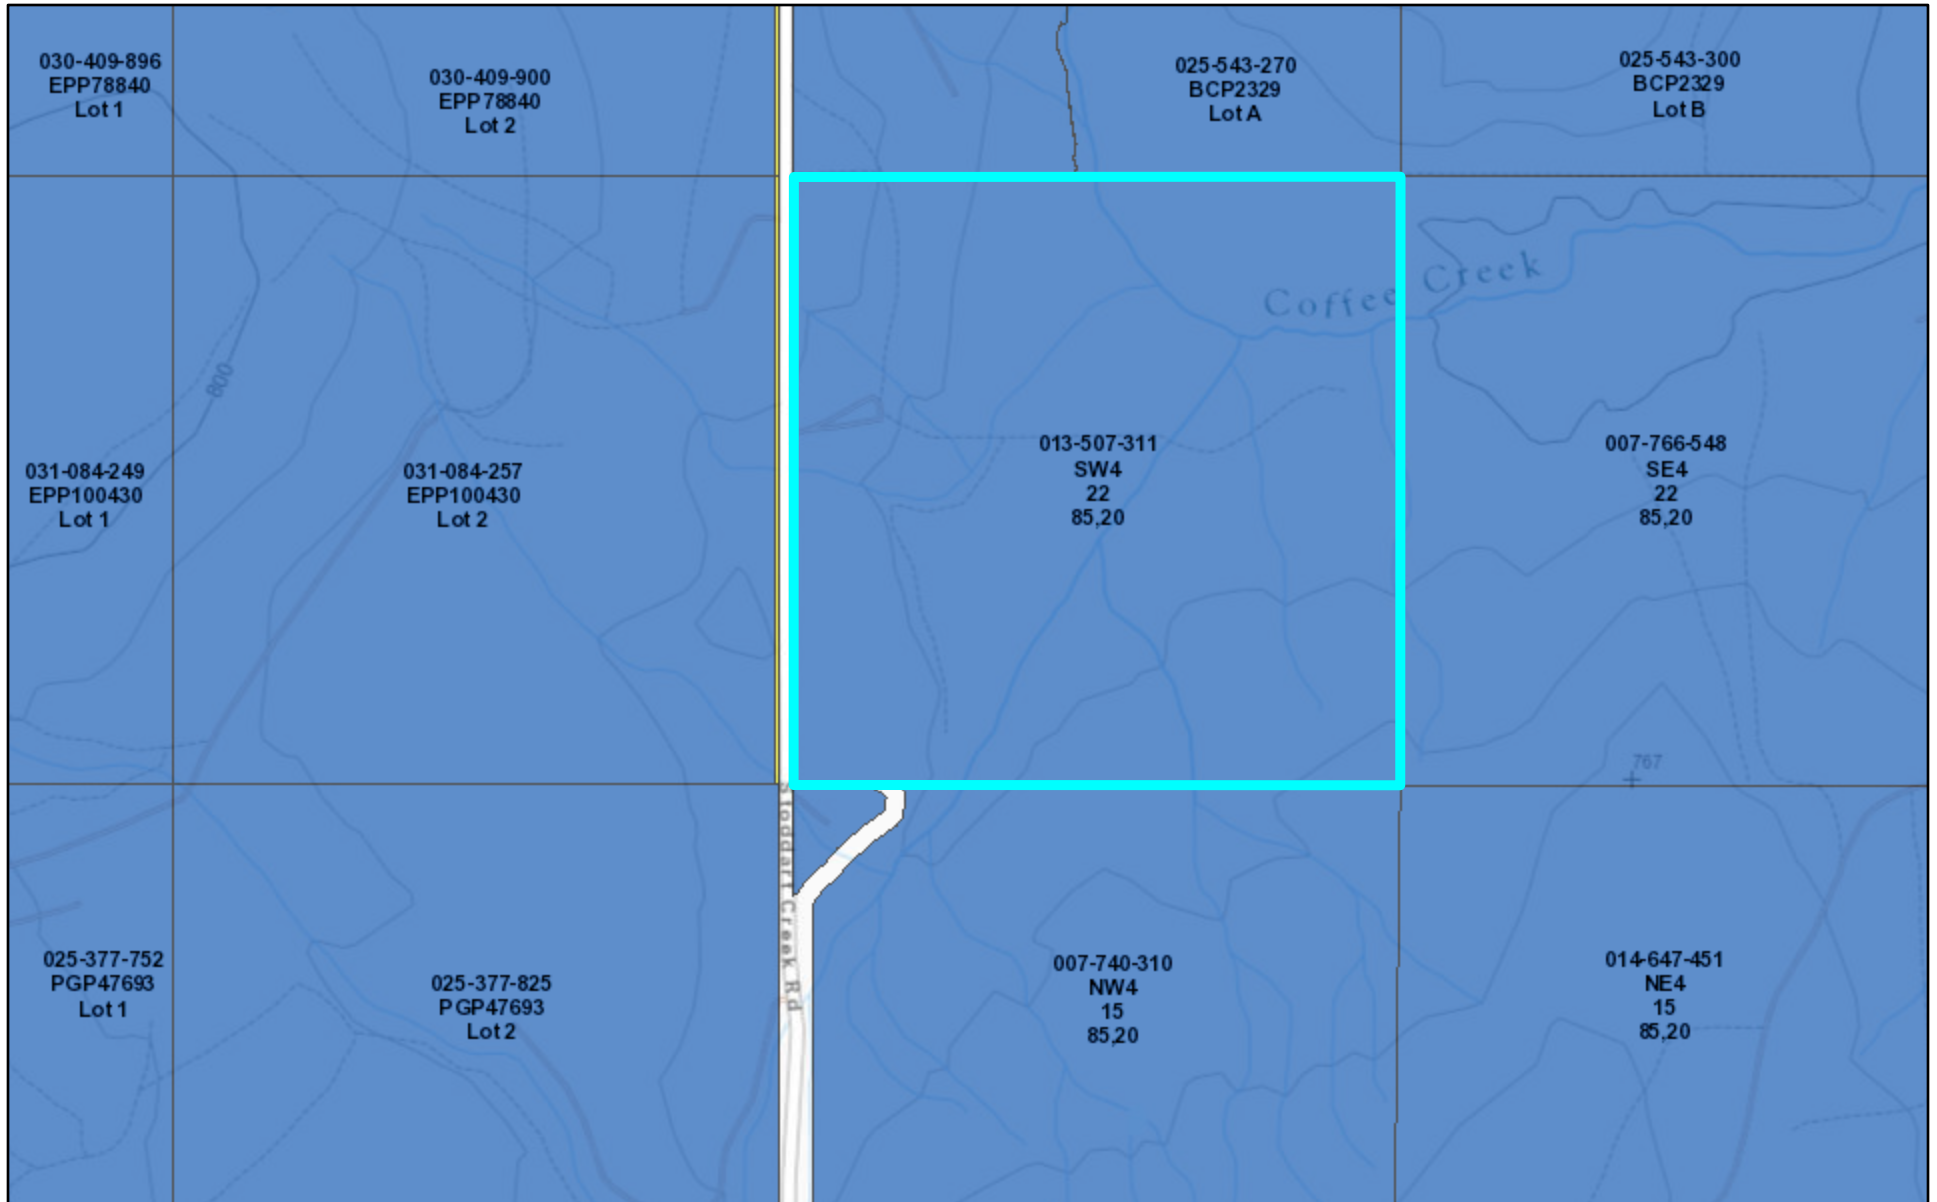 030-409-896
EPP78840
Lot 1
030-409-900
EPP78840
Lot 2
025-543-270
BCP2329
Lot A
025-543-300
BCP2329
Lot B
Coffee Creek
800
031-084-249
EPP100430
Lot 1
031-084-257
EPP100430
Lot 2
013-507-311
SW4
22
85,20
007-766-548
SE4
22
85,20
767
Stoddart Creek Rd
025-377-752
PGP47693
Lot 1
025-377-825
PGP47693
Lot 2
007-740-310
NW4
15
85,20
014-647-451
NE4
15
85,20